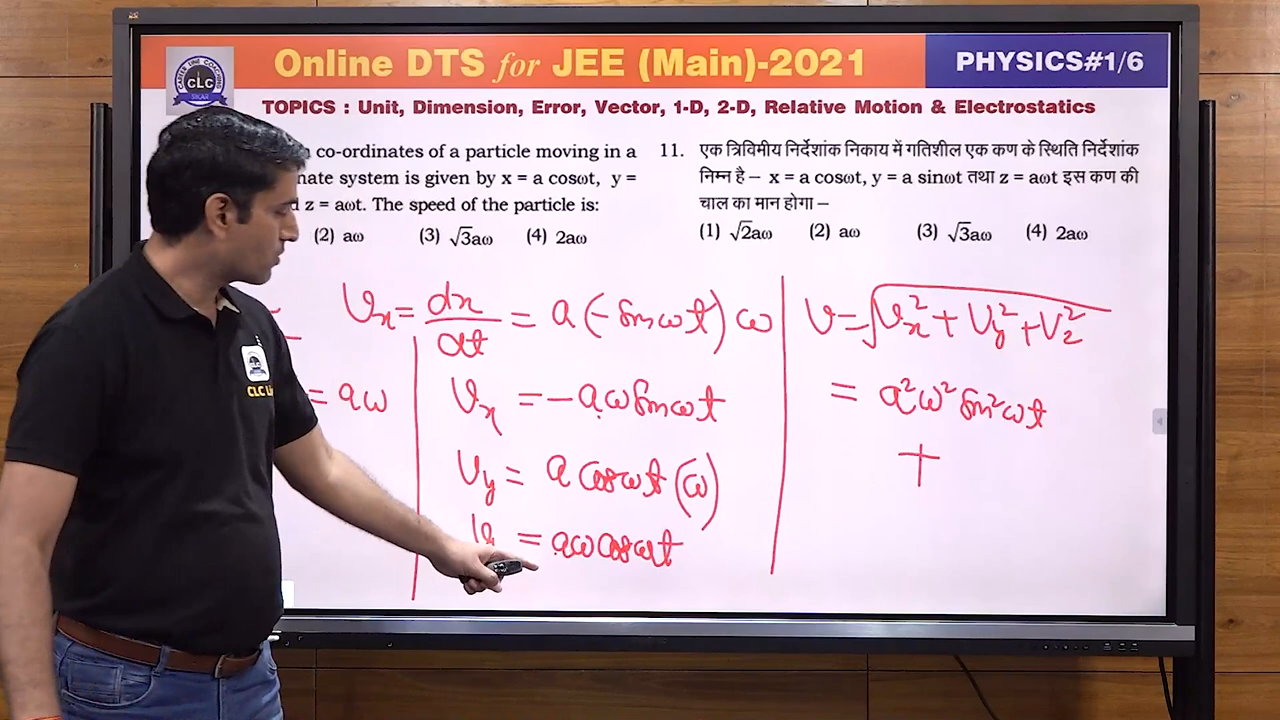 Online DTS for JEE (Main)-2021
PHYSICS#1/6
CLC
SIKAR
TOPICS : Unit, Dimension, Error, Vector, 1-D, 2-D, Relative Motion & Electrostatics
co-ordinates of a particle moving in a
system is given by x = a cosωt, y =
z = aωt. The speed of the particle is:
(2) aω (3) √3aω (4) 2aω
11. एक त्रिविमीय निर्देशांक निकाय में गतिशील एक कण के स्थिति निर्देशांक
निम्न है – x = a cosωt, y = a sinωt तथा z = aωt इस कण की
चाल का मान होगा –
(1) √2aω (2) aω (3) √3aω (4) 2aω
= aω
Vx = dx/dt = a (- sinωt) ω
Vx = -aω sinωt
Vy = a cosωt (ω)
= aω cosωt
V = √Vx² + Vy² + Vz²
= a²ω² sin²ωt
+
CLC